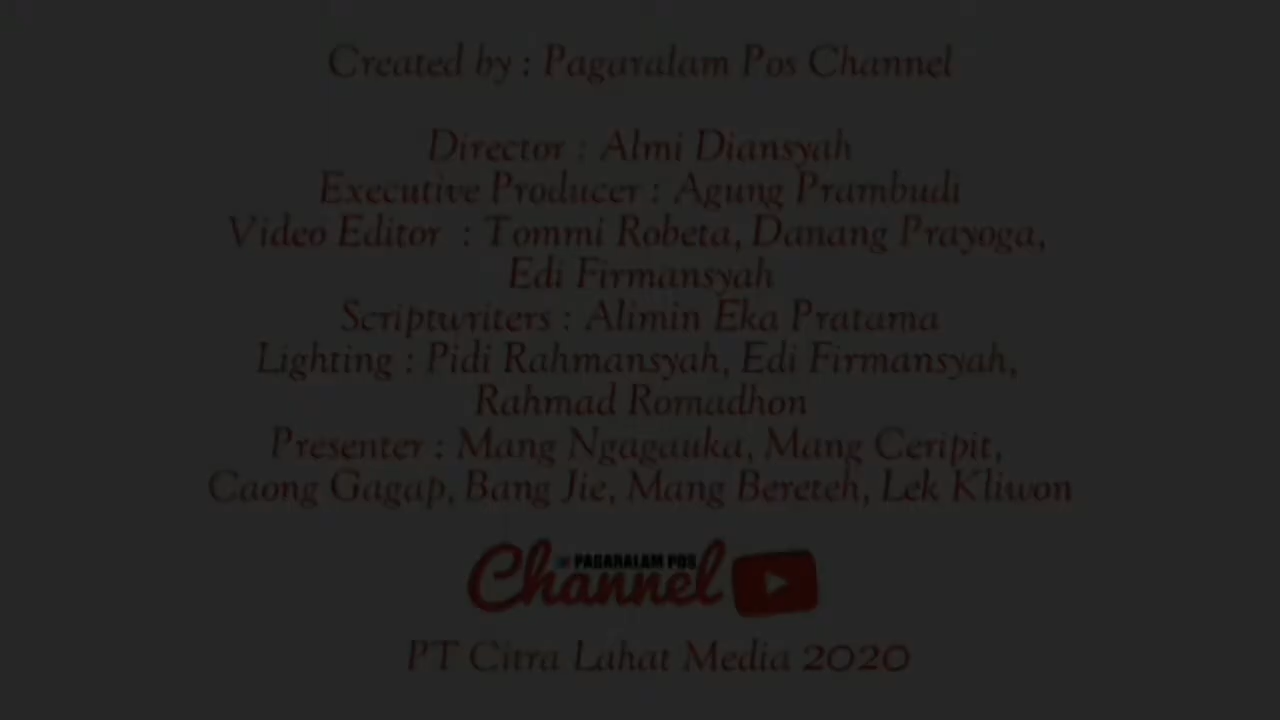 Created by : Pagaralam Pos Channel
Director : Almi Diansyah
Executive Producer : Agung Prambudi
Video Editor : Tommi Robeta, Danang Prayoga,
Edi Firmansyah
Scriptwriters : Alimin Eka Pratama
Lighting : Pidi Rahmansyah, Edi Firmansyah,
Rahmad Romadhon
Presenter : Mang Ngagauka, Mang Ceripit,
Caong Gagap, Bang Jie, Mang Bereteh, Lek Kliwon
PAGARALAM POS
Channel
PT Citra Lahat Media 2020